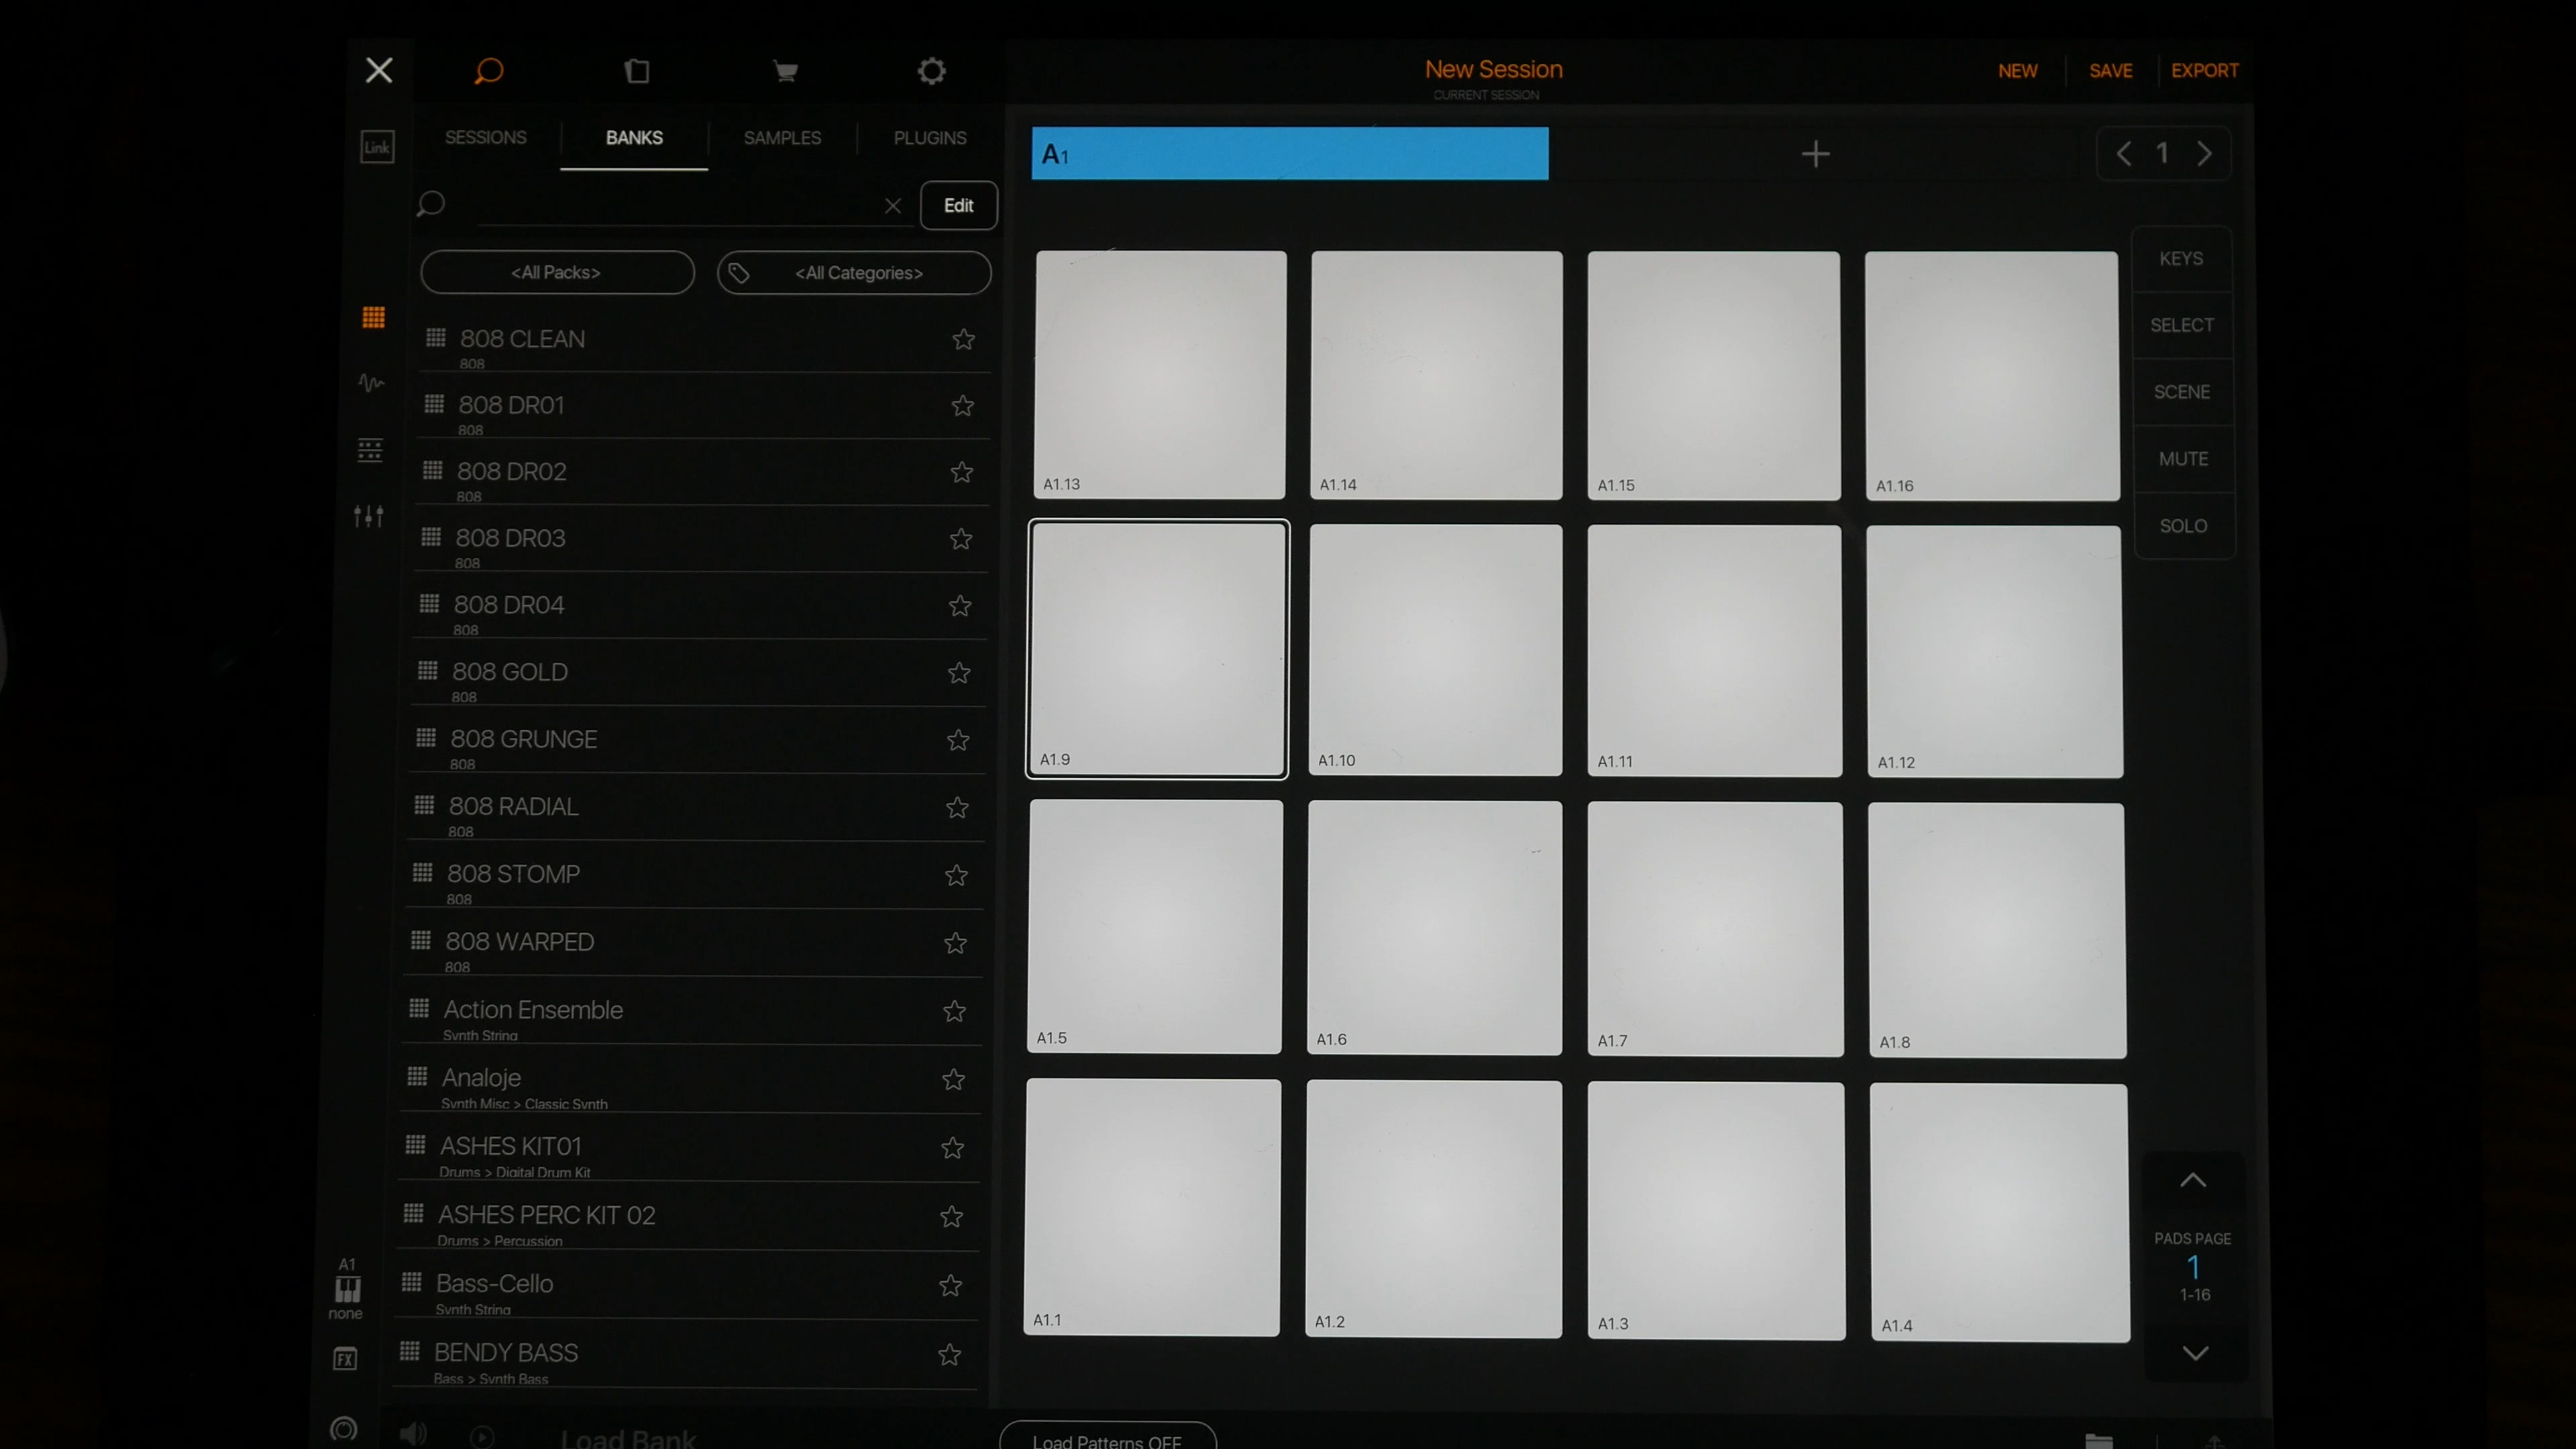 New Session
CURRENT SESSION
NEW
SAVE
EXPORT
Link
SESSIONS
BANKS
SAMPLES
PLUGINS
Edit
<All Packs>
<All Categories>
808 CLEAN
808
808 DR01
808
808 DR02
808
808 DR03
808
808 DR04
808
808 GOLD
808
808 GRUNGE
808
808 RADIAL
808
808 STOMP
808
808 WARPED
808
Action Ensemble
Synth String
Analoje
Synth Misc > Classic Synth
ASHES KIT01
Drums > Digital Drum Kit
ASHES PERC KIT 02
Drums > Percussion
Bass-Cello
Synth String
BENDY BASS
Bass > Synth Bass
A1
none
FX
Load Bank
Load Patterns OFF
A1
1
A1.13
A1.14
A1.15
A1.16
A1.9
A1.10
A1.11
A1.12
A1.5
A1.6
A1.7
A1.8
A1.1
A1.2
A1.3
A1.4
KEYS
SELECT
SCENE
MUTE
SOLO
PADS PAGE
1
1-16